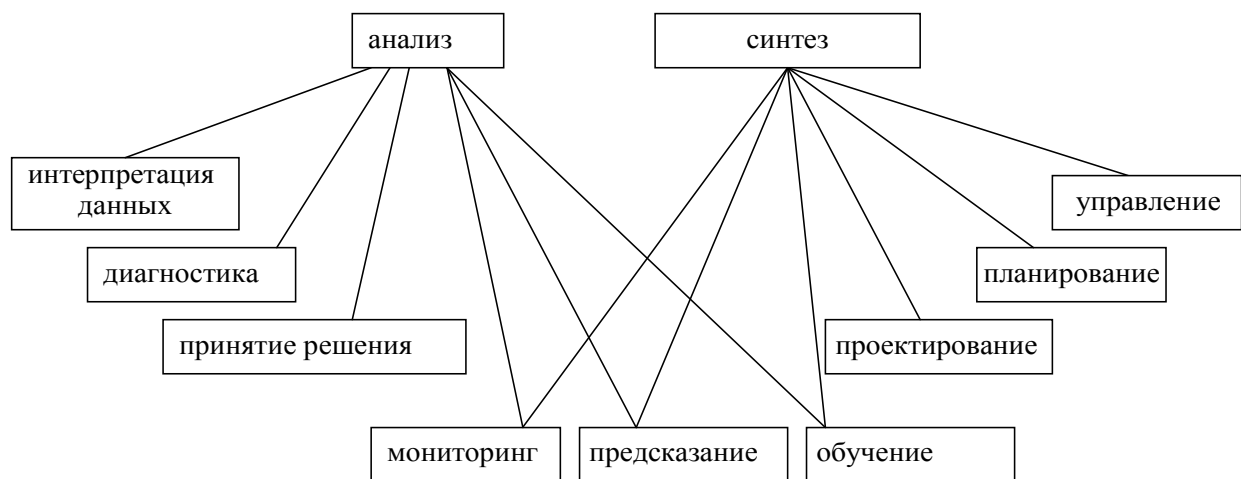 анализ
синтез
интерпретация
данных
управление
диагностика
планирование
принятие решения
проектирование
мониторинг
предсказание
обучение